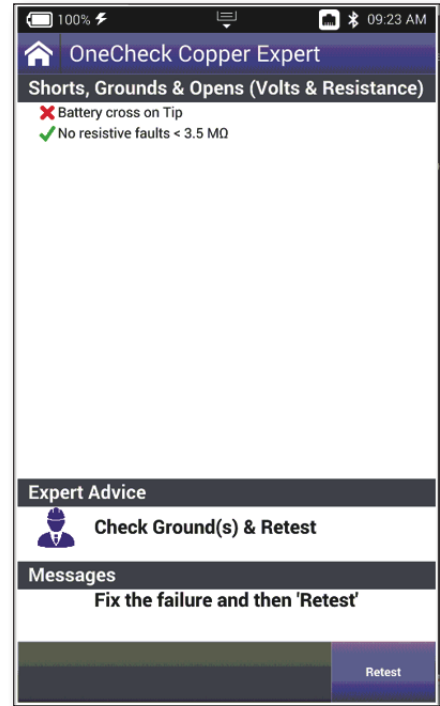 100%
09:23 AM
OneCheck Copper Expert
Shorts, Grounds & Opens (Volts & Resistance)
Battery cross on Tip
No resistive faults < 3.5 MΩ
Expert Advice
Check Ground(s) & Retest
Messages
Fix the failure and then 'Retest'
Retest